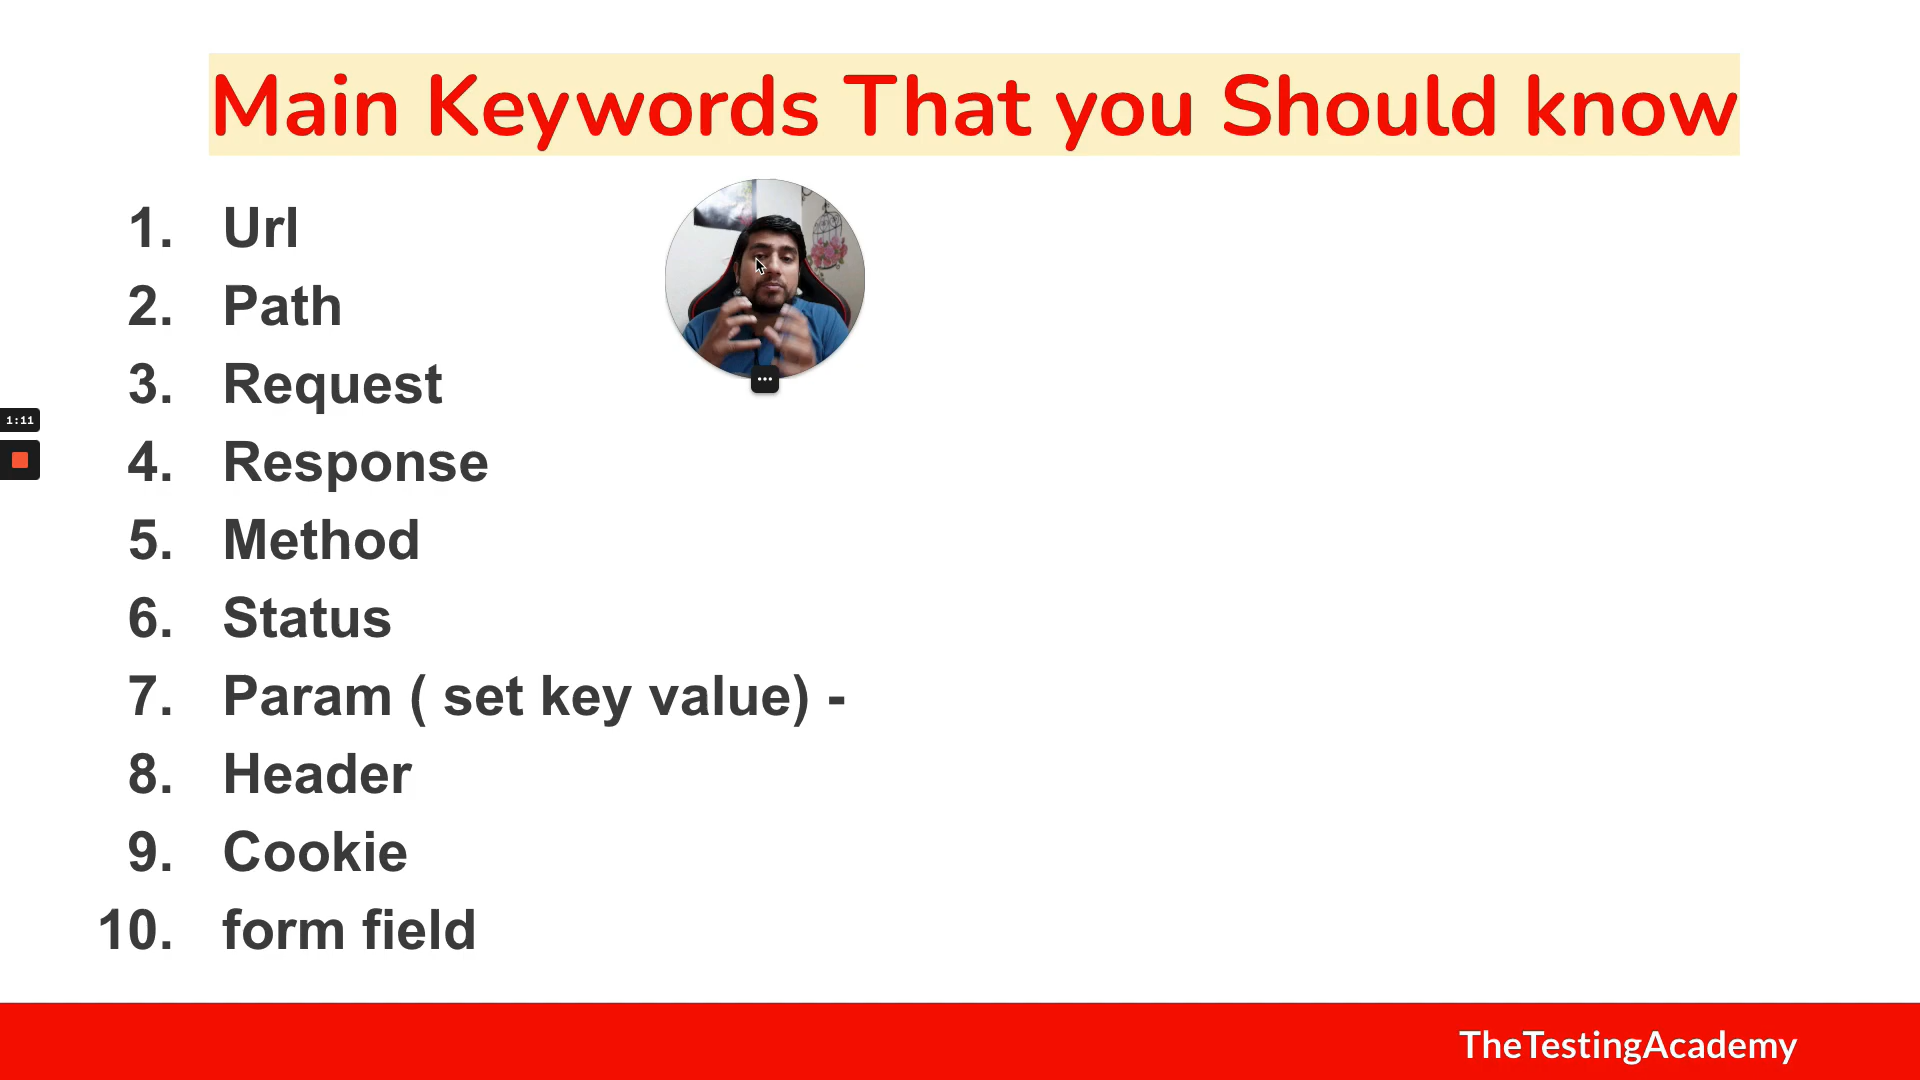 Main Keywords That you Should know
1. Url
2. Path
3. Request
4. Response
5. Method
6. Status
7. Param ( set key value) -
8. Header
9. Cookie
10. form field
1:11
TheTestingAcademy